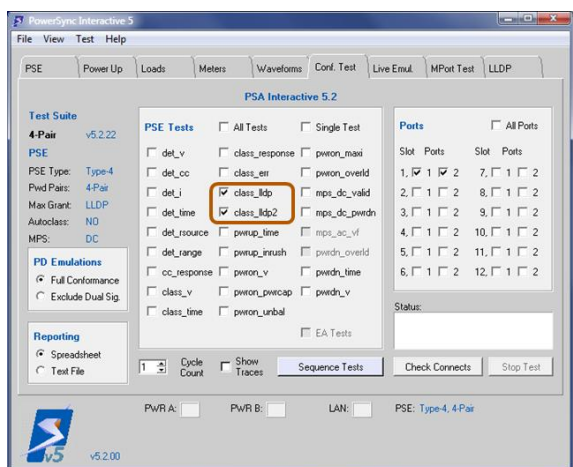 PowerSync Interactive 5
File View Test Help
PSE Power Up Loads Meters Waveforms Conf. Test Live Emul. MPort Test LLDP
PSA Interactive 5.2
Test Suite
4-Pair v5.2.22
PSE
PSE Type: Type-4
Pwd Pairs: 4-Pair
Max Grant: LLDP
Autoclass: NO
MPS: DC
PD Emulations
Full Conformance
Exclude Dual Sig.
Reporting
Spreadsheet
Text File
PSE Tests All Tests Single Test
det_v class_response pwron_maxi
det_cc class_err pwron_overld
det_i class_lldp mps_dc_valid
det_time class_lldp2 mps_dc_pwrdn
det_rsource pwrup_time mps_ac_vf
det_range pwrup_inrush pwrdn_overld
cc_response pwron_v pwrdn_time
class_v pwron_pwrcap pwrdn_v
class_time pwron_unbal
EA Tests
1 Cycle Count Show Traces Sequence Tests
Ports All Ports
Slot Ports Slot Ports
1, 1 2 7, 1 2
2, 1 2 8, 1 2
3, 1 2 9, 1 2
4, 1 2 10, 1 2
5, 1 2 11, 1 2
6, 1 2 12, 1 2
Status:
Check Connects Stop Test
PWR A: PWR B: LAN: PSE: Type-4, 4-Pair
v5 v5.2.00